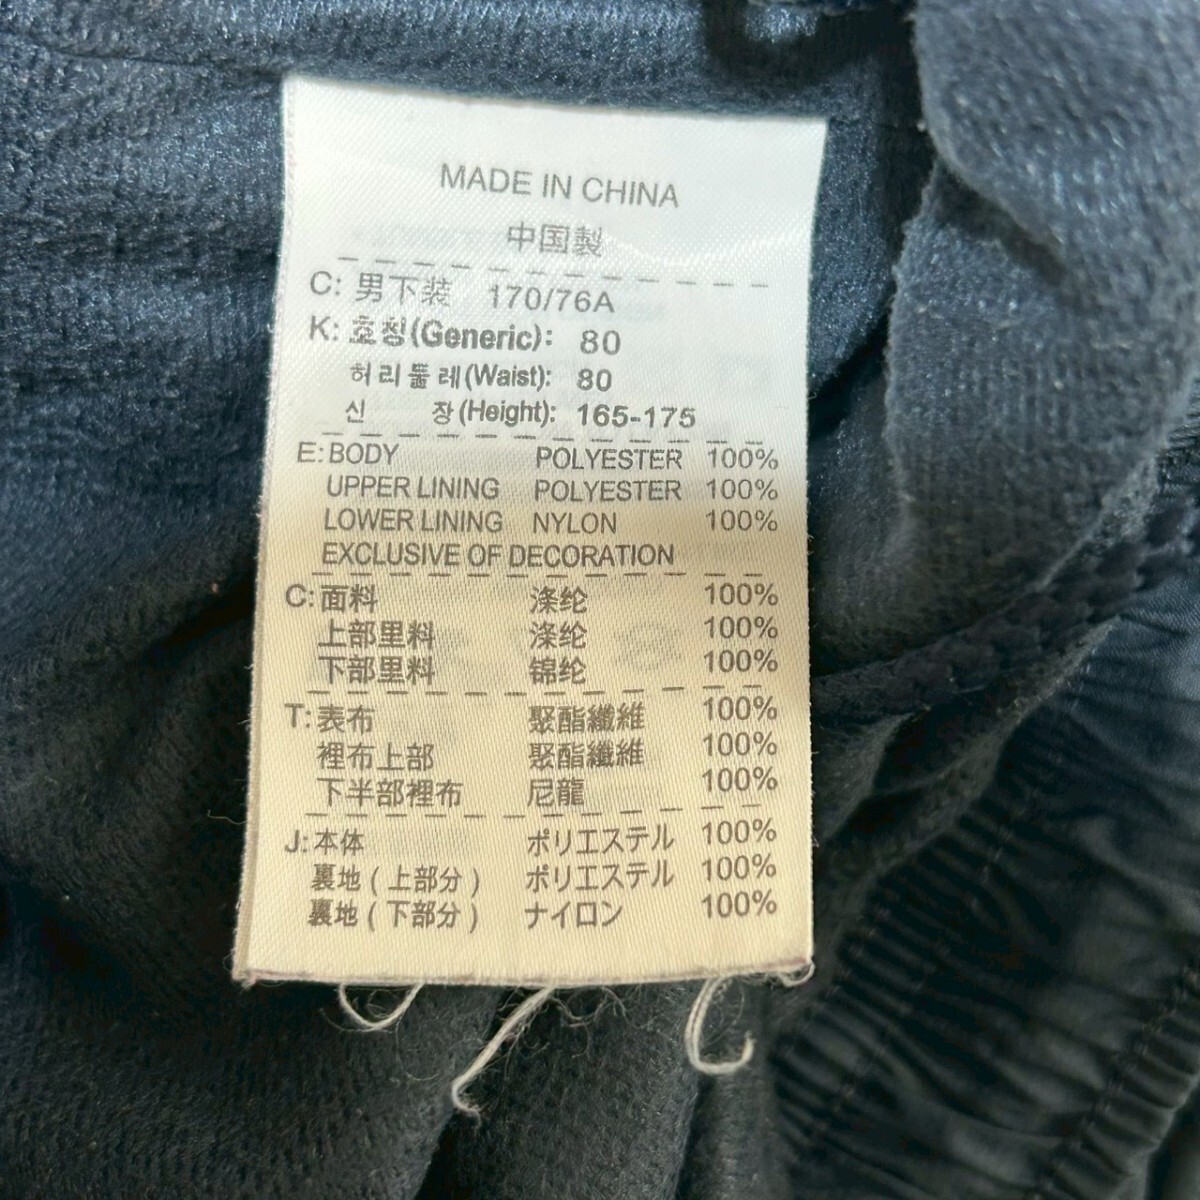 MADE IN CHINA
中国製
C: 男下装 170/76A
K: 호칭(Generic): 80
허리둘레(Waist): 80
신 장(Height): 165-175
E: BODY POLYESTER 100%
UPPER LINING POLYESTER 100%
LOWER LINING NYLON 100%
EXCLUSIVE OF DECORATION
C: 面料 涤纶 100%
上部里料 涤纶 100%
下部里料 锦纶 100%
T: 表布 聚酯纖維 100%
裡布上部 聚酯纖維 100%
下半部裡布 尼龍 100%
J: 本体 ポリエステル 100%
裏地(上部分) ポリエステル 100%
裏地(下部分) ナイロン 100%